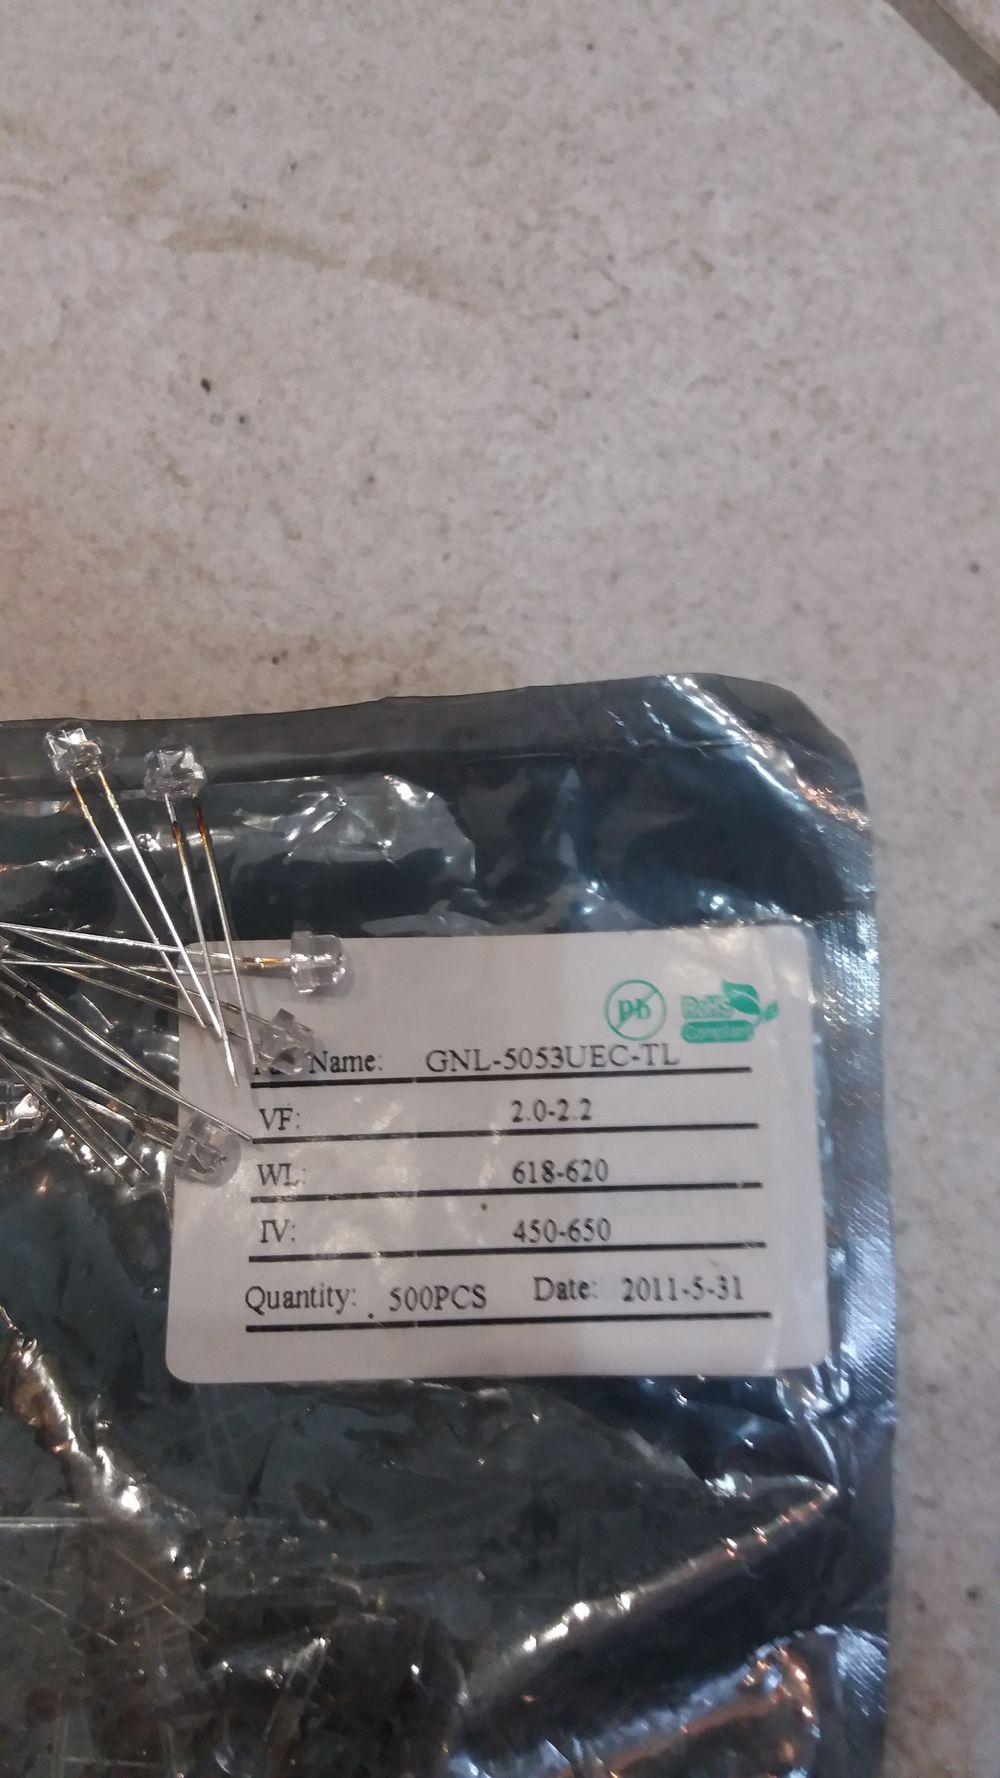 Pb RoHS
Compliant
Name: GNL-5053UEC-TL
VF: 2.0-2.2
WL: 618-620
IV: 450-650
Quantity: 500PCS Date: 2011-5-31